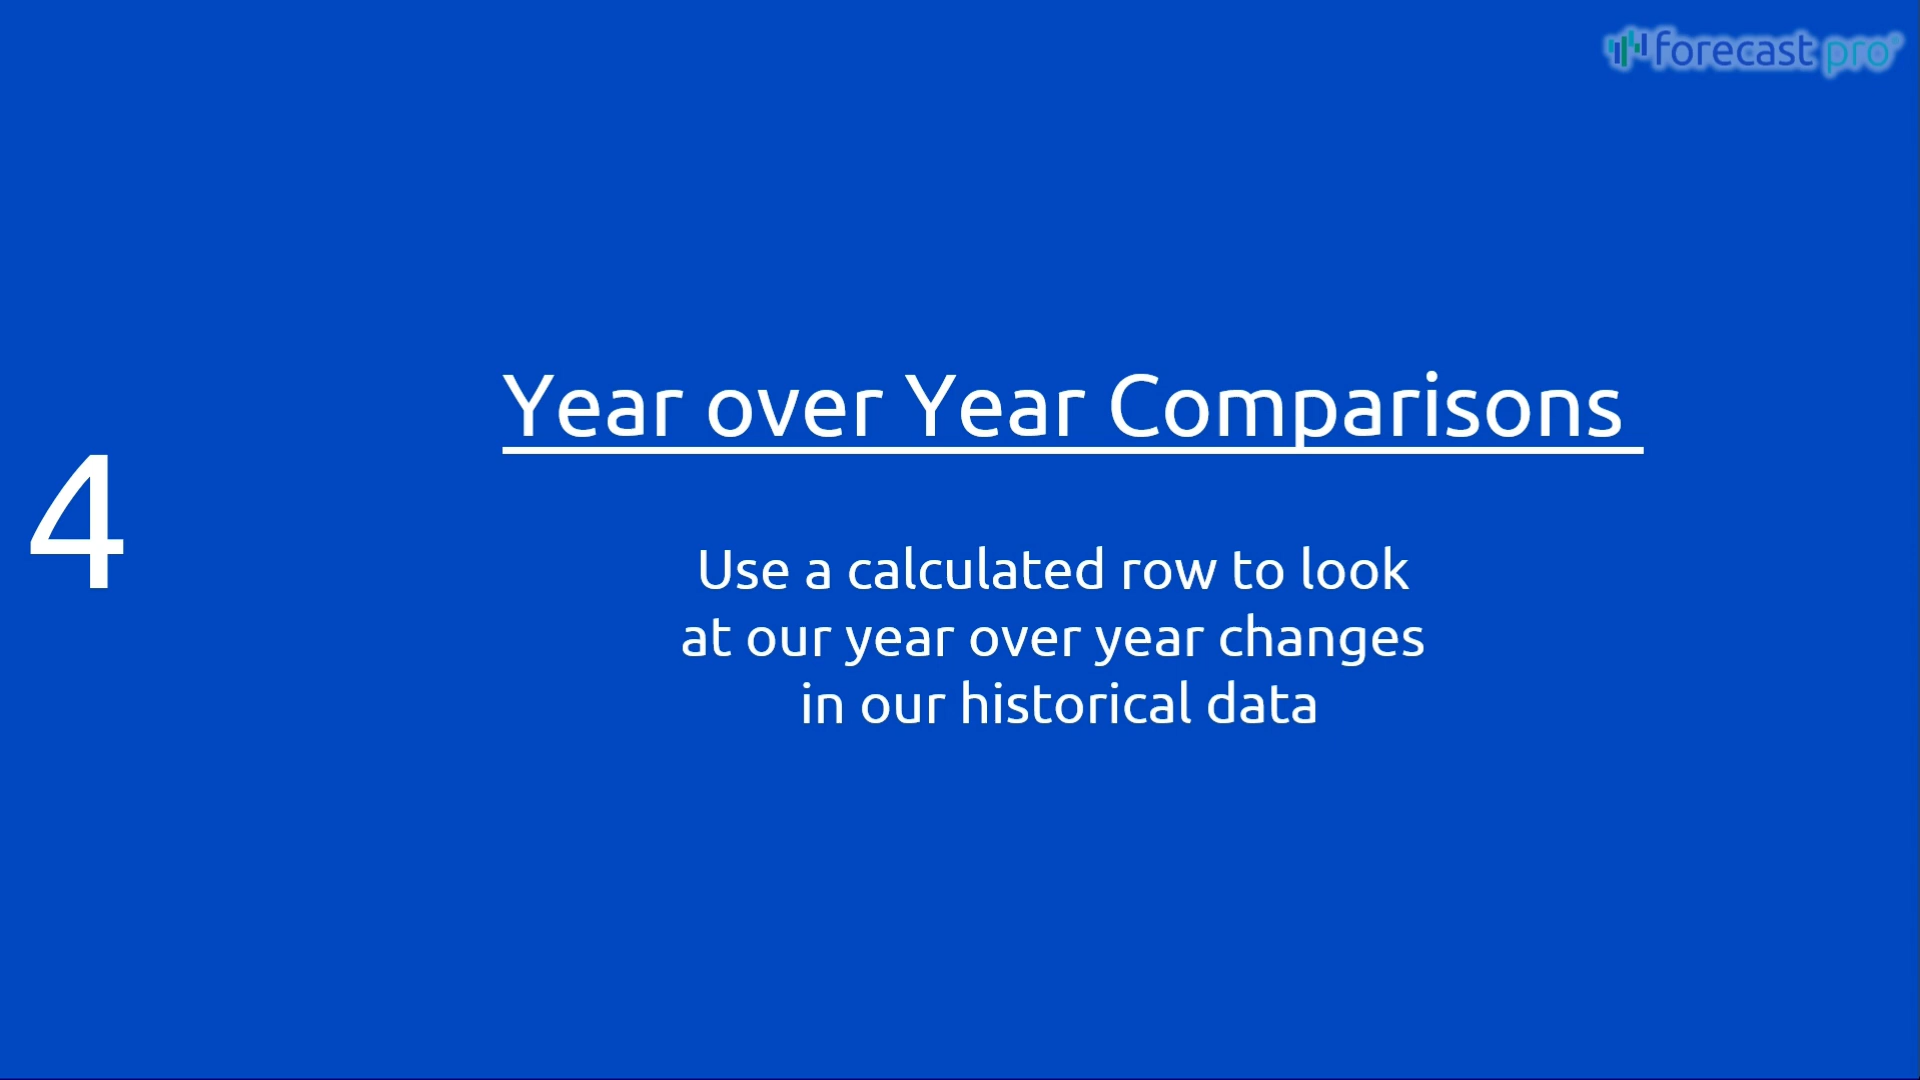 forecast pro
Year over Year Comparisons
4
Use a calculated row to look
at our year over year changes
in our historical data